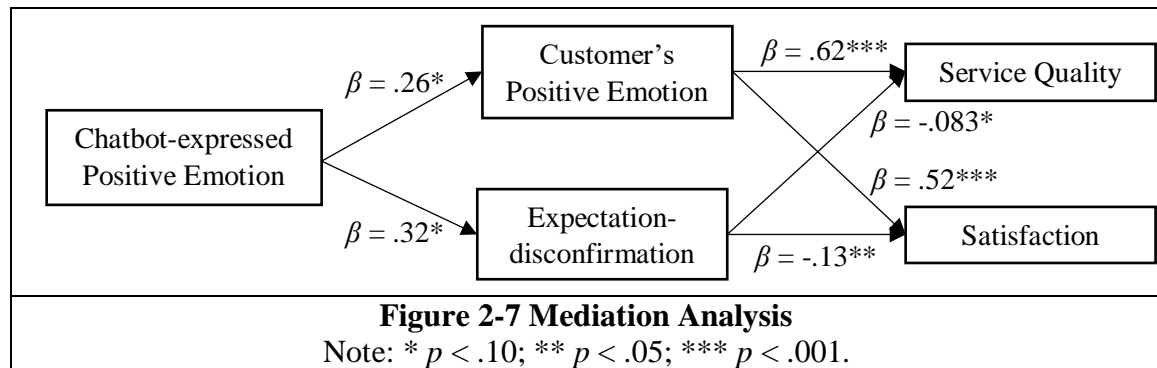 Customer's
Positive Emotion
β = .62***
Service Quality
β = .26*
β = -.083*
Chatbot-expressed
Positive Emotion
β = .52***
β = .32*
Expectation-
disconfirmation
β = -.13**
Satisfaction
Figure 2-7 Mediation Analysis
Note: * p < .10; ** p < .05; *** p < .001.